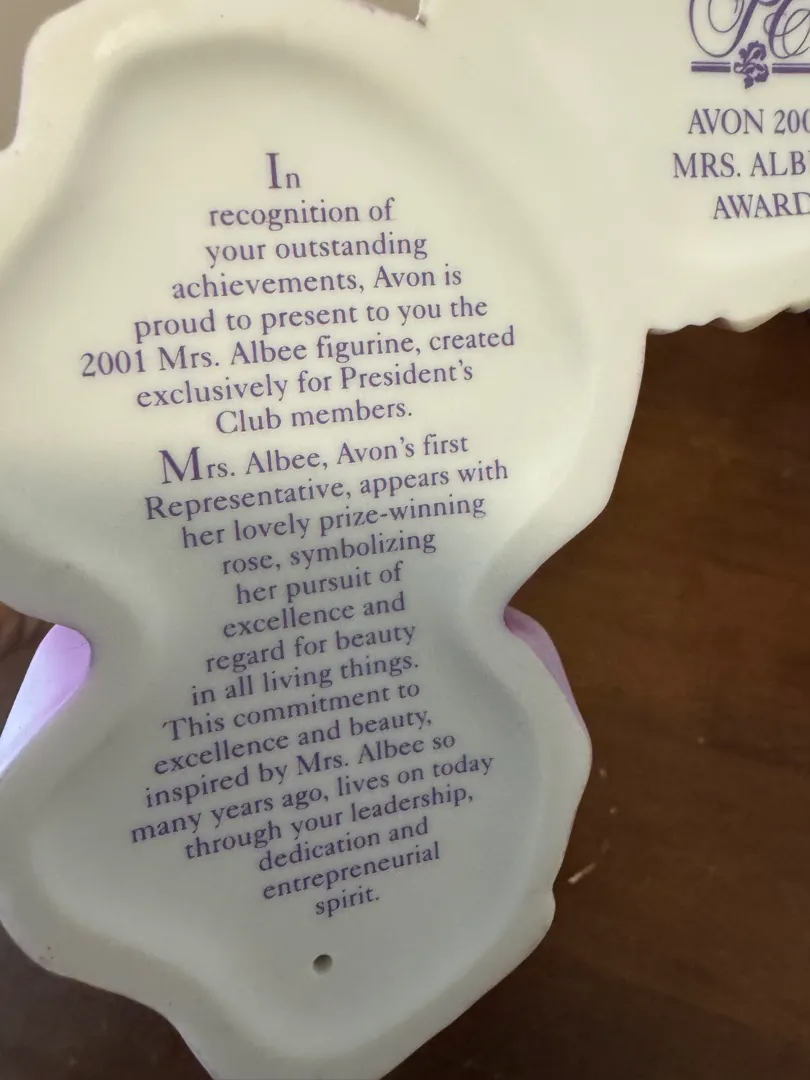 In
recognition of
your outstanding
achievements, Avon is
proud to present to you the
2001 Mrs. Albee figurine, created
exclusively for President's
Club members.
Mrs. Albee, Avon's first
Representative, appears with
her lovely prize-winning
rose, symbolizing
her pursuit of
excellence and
regard for beauty
in all living things.
This commitment to
excellence and beauty,
inspired by Mrs. Albee so
many years ago, lives on today
through your leadership,
dedication and
entrepreneurial
spirit.
AVON
MRS.
AWARD